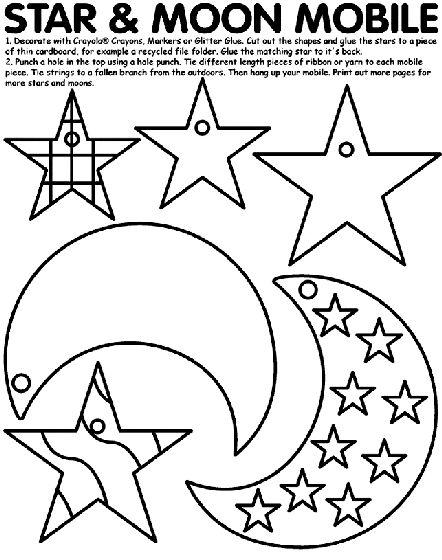 STAR & MOON MOBILE
1. Decorate with Crayola® Crayons, Markers or Glitter Glue. Cut out the shapes and glue the stars to a piece
of thin cardboard, for example a recycled file folder. Glue the matching star to it's back.
2. Punch a hole in the top using a hole punch. Tie different length pieces of ribbon or yarn to each mobile
piece. Tie strings to a fallen branch from the outdoors. Then hang up your mobile. Print out more pages for
more stars and moons.